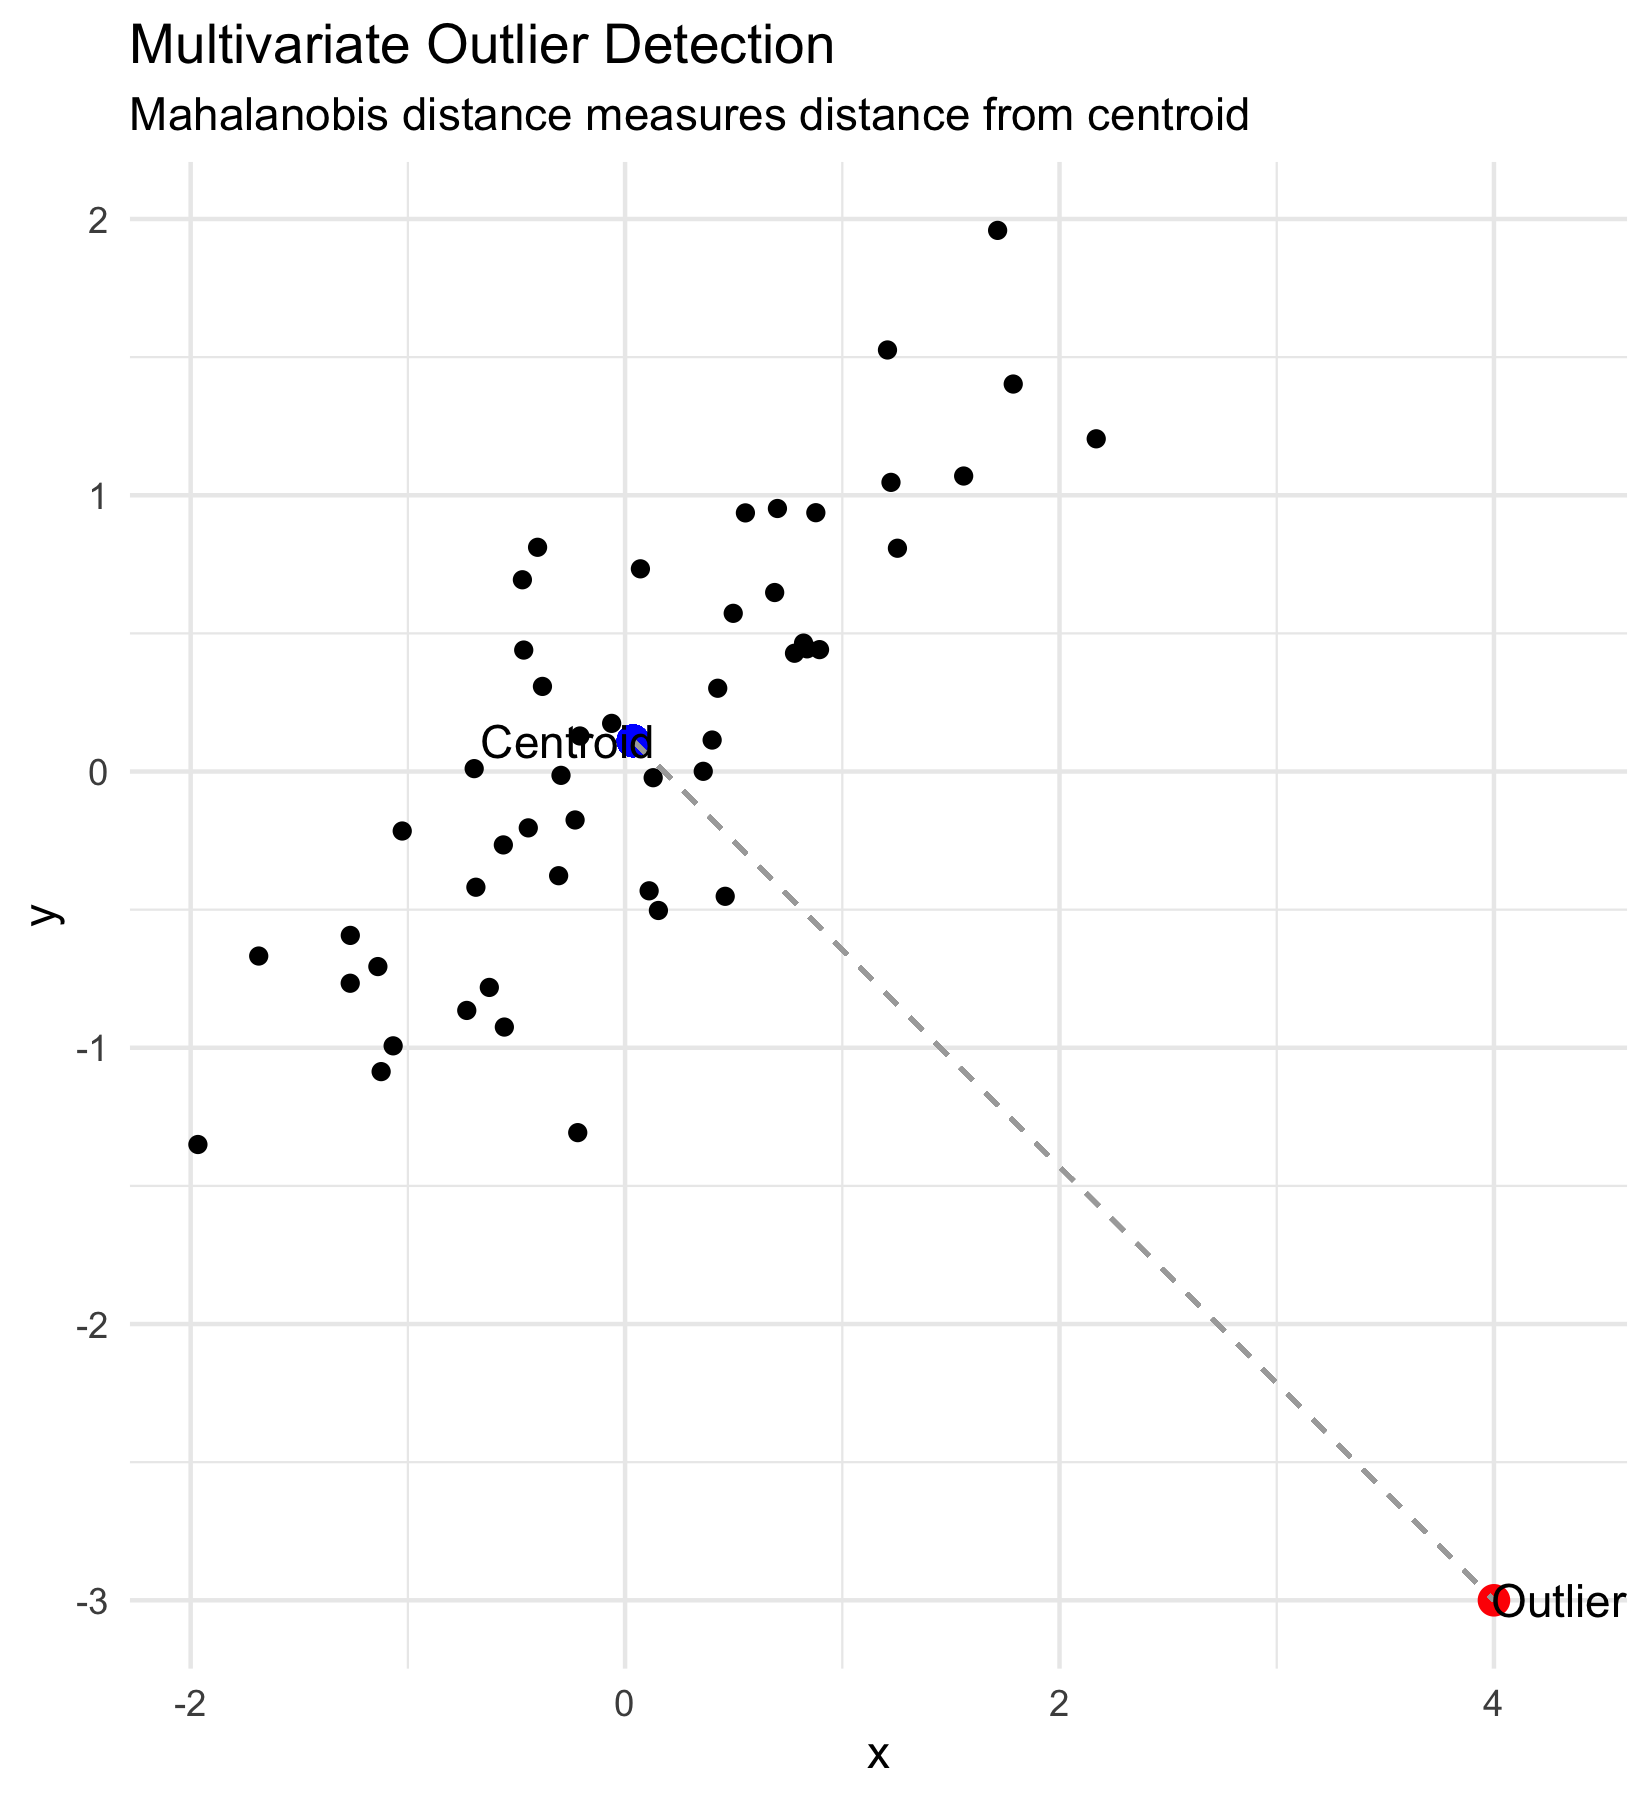 Multivariate Outlier Detection
Mahalanobis distance measures distance from centroid
2
1
0
-1
-2
-3
y
Centroid
Outlier
-2
0
2
4
x